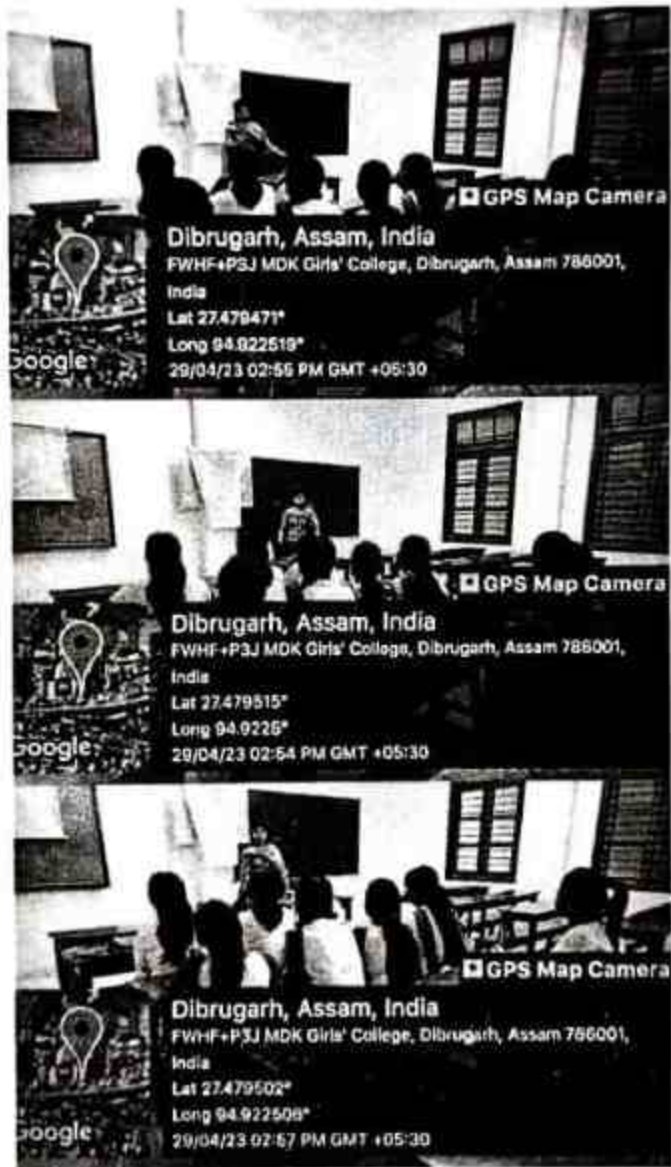 GPS Map Camera
Dibrugarh, Assam, India
FWHF+P3J MDK Girls' College, Dibrugarh, Assam 786001,
India
Lat 27.479471°
Long 94.922519°
29/04/23 02:55 PM GMT +05:30
Google
GPS Map Camera
Dibrugarh, Assam, India
FWHF+P3J MDK Girls' College, Dibrugarh, Assam 786001,
India
Lat 27.479515°
Long 94.9225°
29/04/23 02:54 PM GMT +05:30
Google
GPS Map Camera
Dibrugarh, Assam, India
FWHF+P3J MDK Girls' College, Dibrugarh, Assam 786001,
India
Lat 27.479502°
Long 94.922506°
29/04/23 02:57 PM GMT +05:30
Google